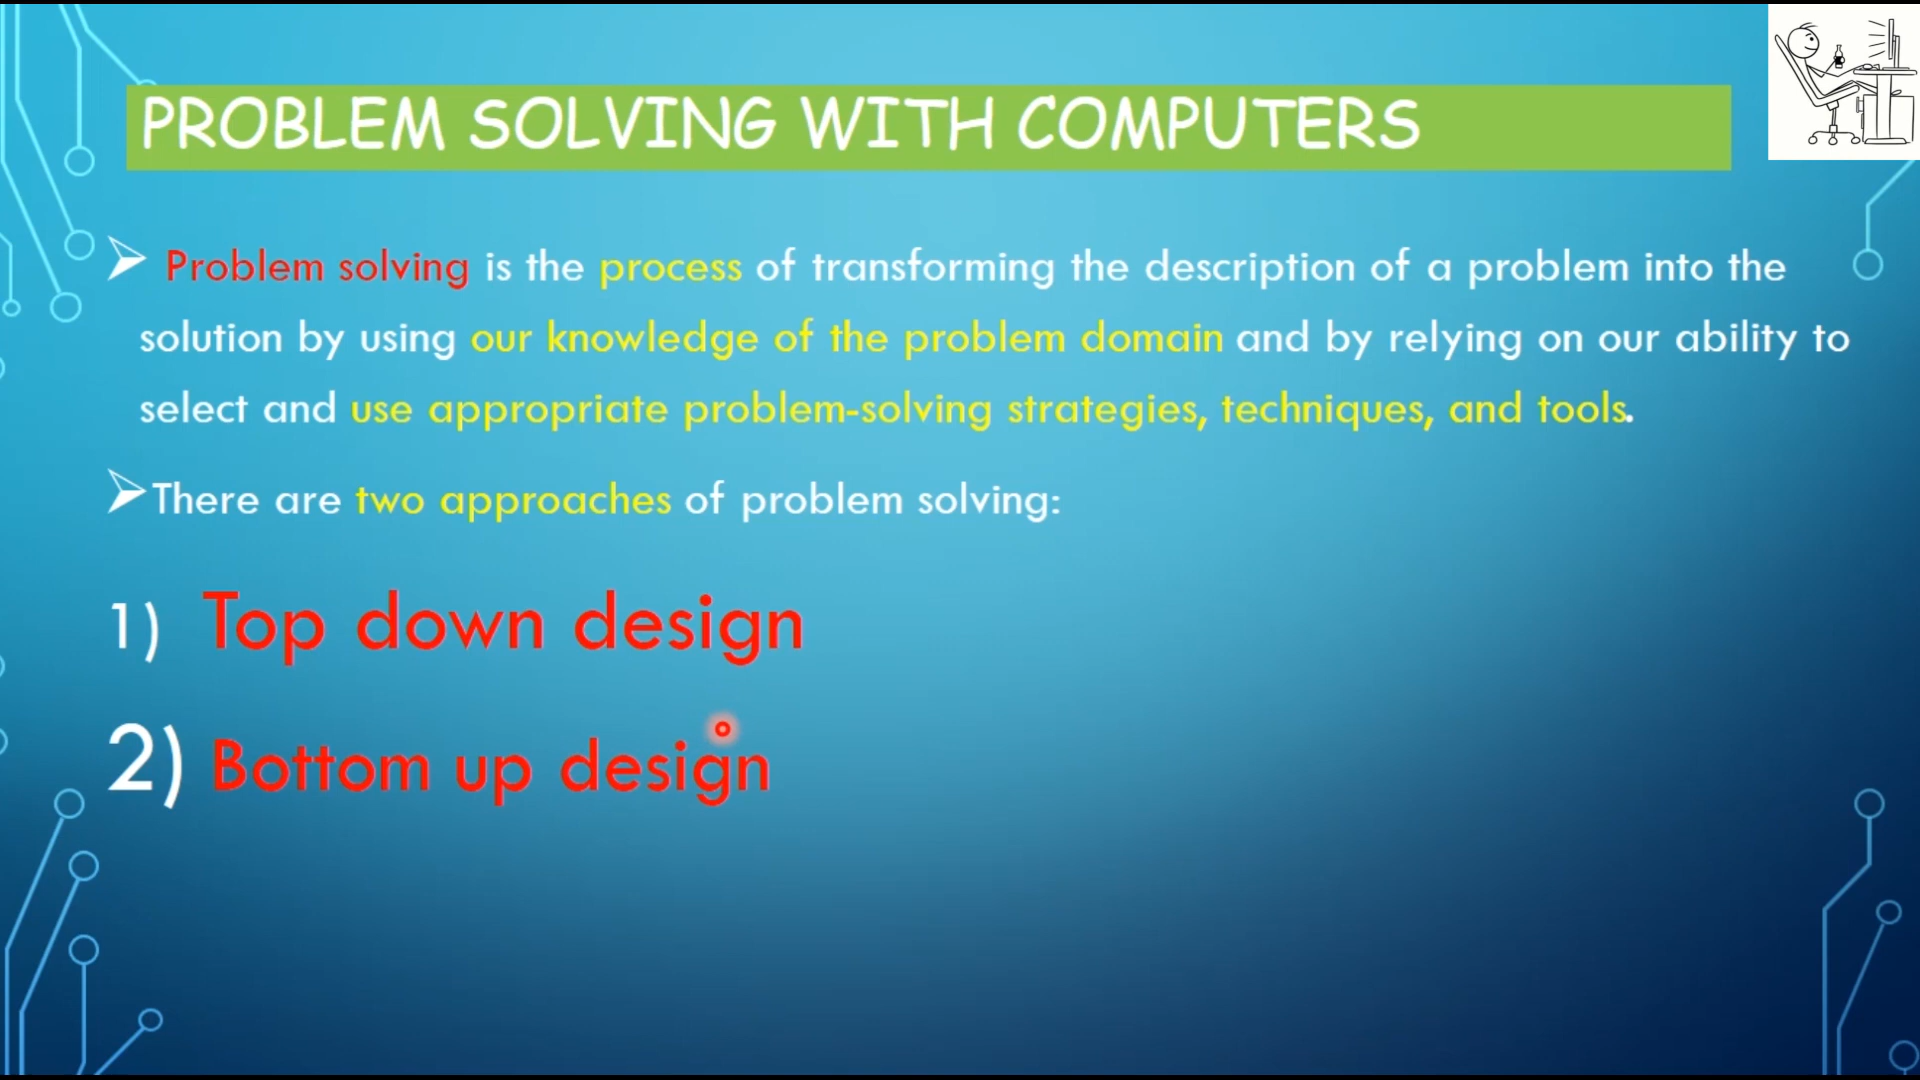 PROBLEM SOLVING WITH COMPUTERS
Problem solving is the process of transforming the description of a problem into the
solution by using our knowledge of the problem domain and by relying on our ability to
select and use appropriate problem-solving strategies, techniques, and tools.
There are two approaches of problem solving:
1) Top down design
2) Bottom up design